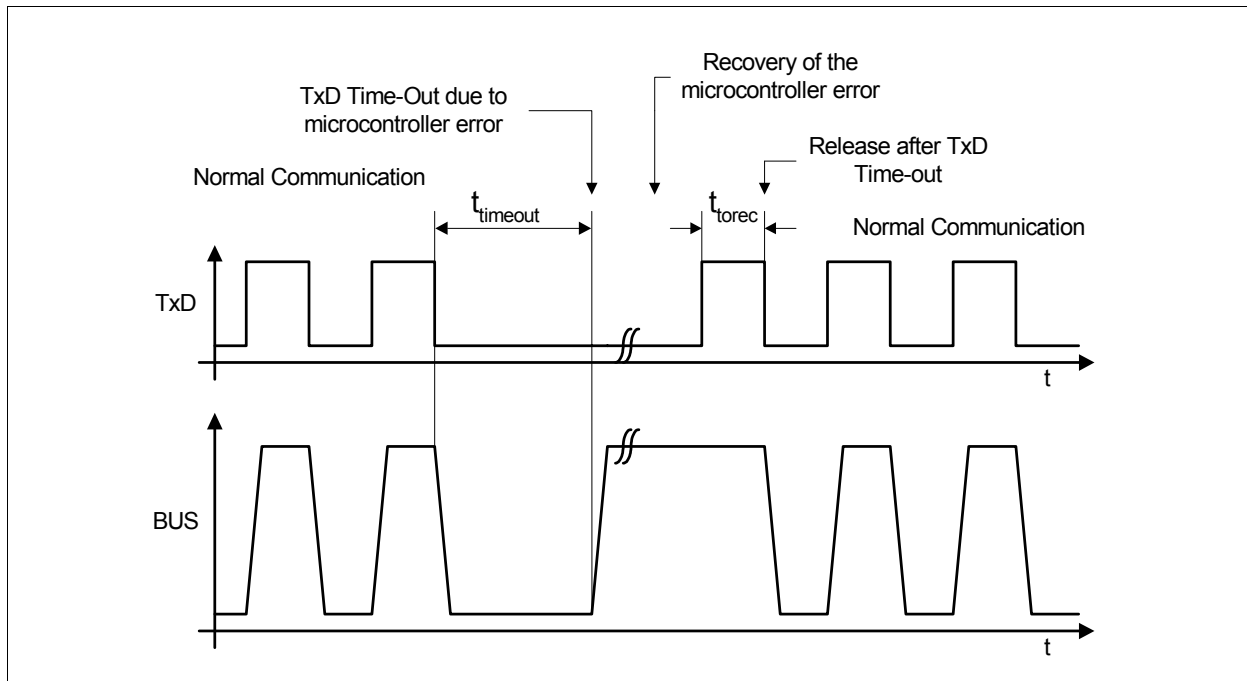 Recovery of the
microcontroller error
TxD Time-Out due to
microcontroller error
Release after TxD
Time-out
Normal Communication
t_timeout
t_torec
Normal Communication
TxD
t
BUS
t